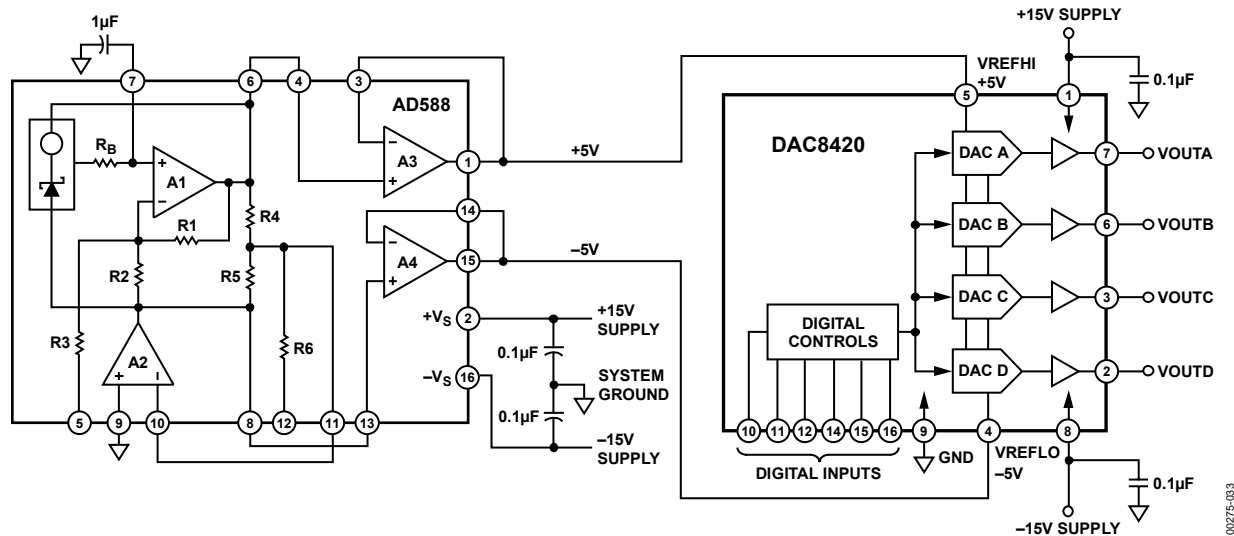 1µF
7
6
4
3
AD588
RB
A1
A3
1
+5V
R1
R4
14
R2
R5
A4
15
–5V
R3
A2
R6
+VS
2
+15V
SUPPLY
0.1µF
–VS
16
SYSTEM
GROUND
0.1µF
–15V
SUPPLY
5
9
10
8
12
11
13
+15V SUPPLY
VREFHI
+5V
0.1µF
5
1
DAC8420
DAC A
7
VOUTA
DAC B
6
VOUTB
DAC C
3
VOUTC
DIGITAL
CONTROLS
DAC D
2
VOUTD
10
11
12
14
15
16
9
4
8
DIGITAL INPUTS
GND
VREFLO
–5V
0.1µF
–15V SUPPLY
00275-033